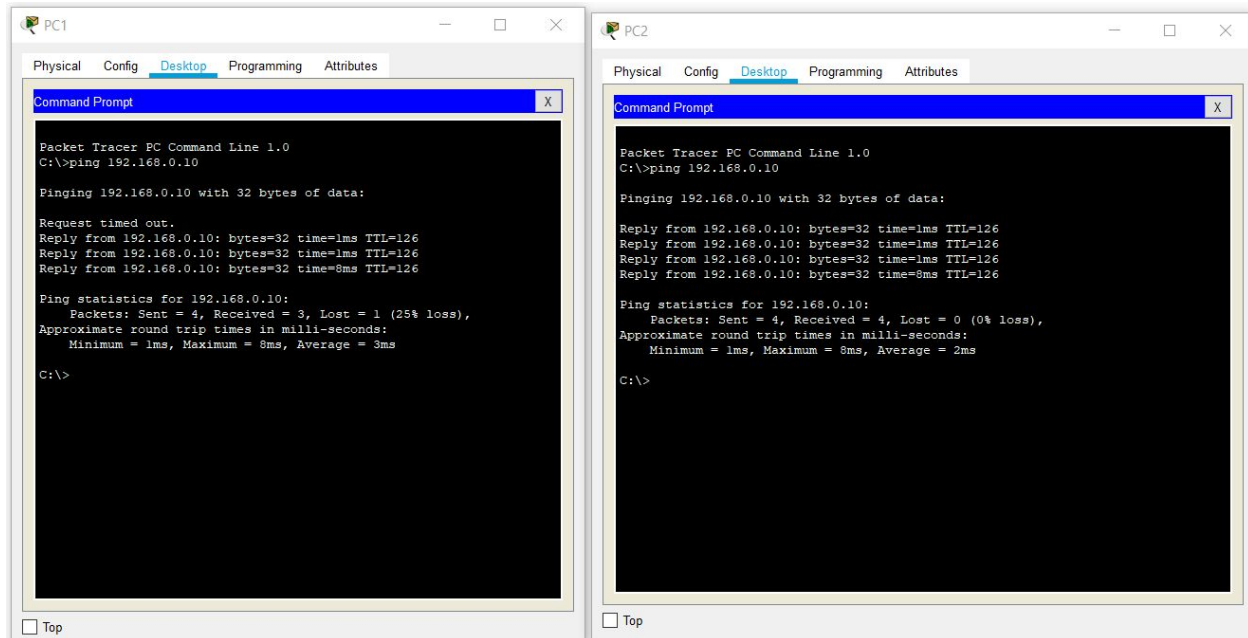 PC1
Physical Config Desktop Programming Attributes
Command Prompt
X
Packet Tracer PC Command Line 1.0
C:\>ping 192.168.0.10
Pinging 192.168.0.10 with 32 bytes of data:
Request timed out.
Reply from 192.168.0.10: bytes=32 time=1ms TTL=126
Reply from 192.168.0.10: bytes=32 time=1ms TTL=126
Reply from 192.168.0.10: bytes=32 time=8ms TTL=126
Ping statistics for 192.168.0.10:
Packets: Sent = 4, Received = 3, Lost = 1 (25% loss),
Approximate round trip times in milli-seconds:
Minimum = 1ms, Maximum = 8ms, Average = 3ms
C:\>
Top
PC2
Physical Config Desktop Programming Attributes
Command Prompt
X
Packet Tracer PC Command Line 1.0
C:\>ping 192.168.0.10
Pinging 192.168.0.10 with 32 bytes of data:
Reply from 192.168.0.10: bytes=32 time=1ms TTL=126
Reply from 192.168.0.10: bytes=32 time=1ms TTL=126
Reply from 192.168.0.10: bytes=32 time=1ms TTL=126
Reply from 192.168.0.10: bytes=32 time=8ms TTL=126
Ping statistics for 192.168.0.10:
Packets: Sent = 4, Received = 4, Lost = 0 (0% loss),
Approximate round trip times in milli-seconds:
Minimum = 1ms, Maximum = 8ms, Average = 2ms
C:\>
Top